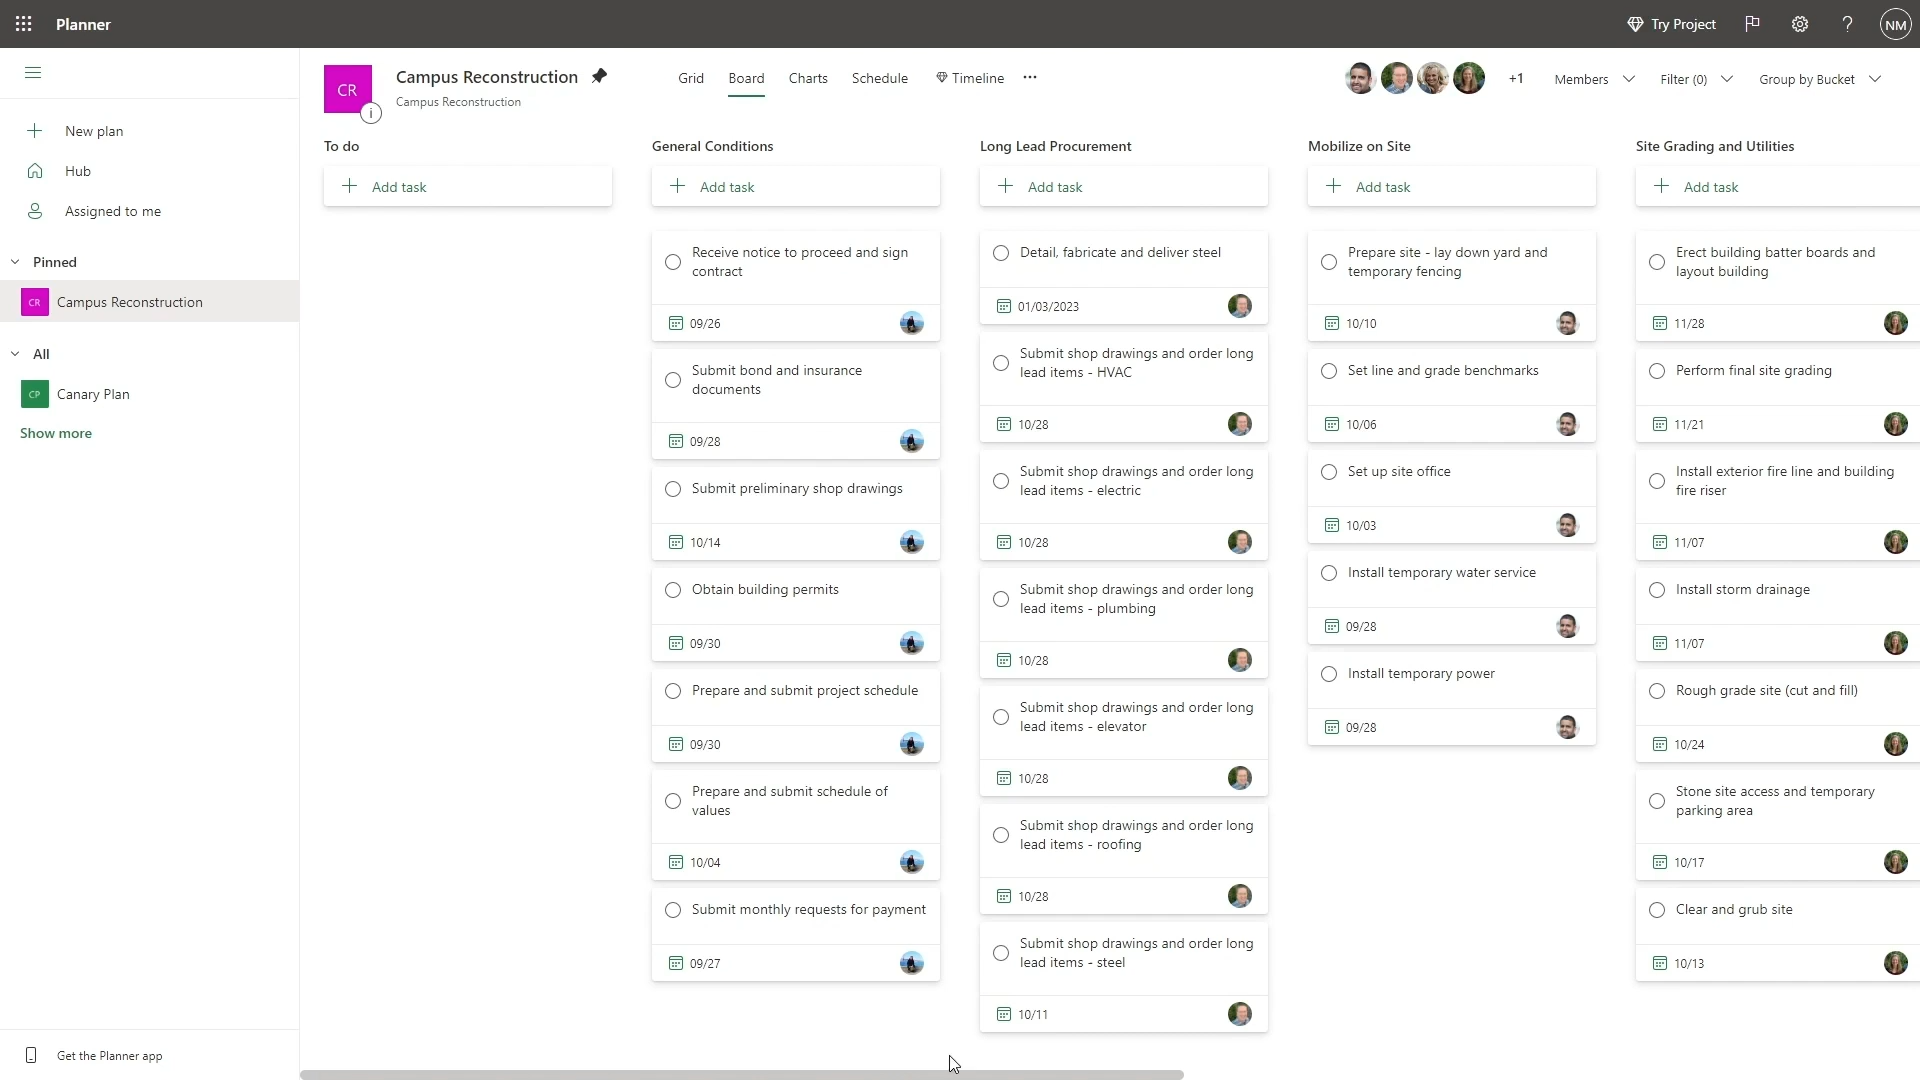 Planner
Try Project
?
NM
CR
i
Campus Reconstruction
Campus Reconstruction
Grid
Board
Charts
Schedule
Timeline
+1
Members
Filter (0)
Group by Bucket
New plan
Hub
Assigned to me
Pinned
CR
Campus Reconstruction
All
CP
Canary Plan
Show more
Get the Planner app
To do
Add task
General Conditions
Add task
Receive notice to proceed and sign
contract
09/26
Submit bond and insurance
documents
09/28
Submit preliminary shop drawings
10/14
Obtain building permits
09/30
Prepare and submit project schedule
09/30
Prepare and submit schedule of
values
10/04
Submit monthly requests for payment
09/27
Long Lead Procurement
Add task
Detail, fabricate and deliver steel
01/03/2023
Submit shop drawings and order long
lead items - HVAC
10/28
Submit shop drawings and order long
lead items - electric
10/28
Submit shop drawings and order long
lead items - plumbing
10/28
Submit shop drawings and order long
lead items - elevator
10/28
Submit shop drawings and order long
lead items - roofing
10/28
Submit shop drawings and order long
lead items - steel
10/11
Mobilize on Site
Add task
Prepare site - lay down yard and
temporary fencing
10/10
Set line and grade benchmarks
10/06
Set up site office
10/03
Install temporary water service
09/28
Install temporary power
09/28
Site Grading and Utilities
Add task
Erect building batter boards and
layout building
11/28
Perform final site grading
11/21
Install exterior fire line and building
fire riser
11/07
Install storm drainage
11/07
Rough grade site (cut and fill)
10/24
Stone site access and temporary
parking area
10/17
Clear and grub site
10/13